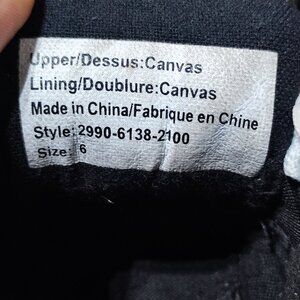 Upper/Dessus:Canvas
Lining/Doublure:Canvas
Made in China/Fabrique en Chine
Style:2990-6138-2100
Size: 6